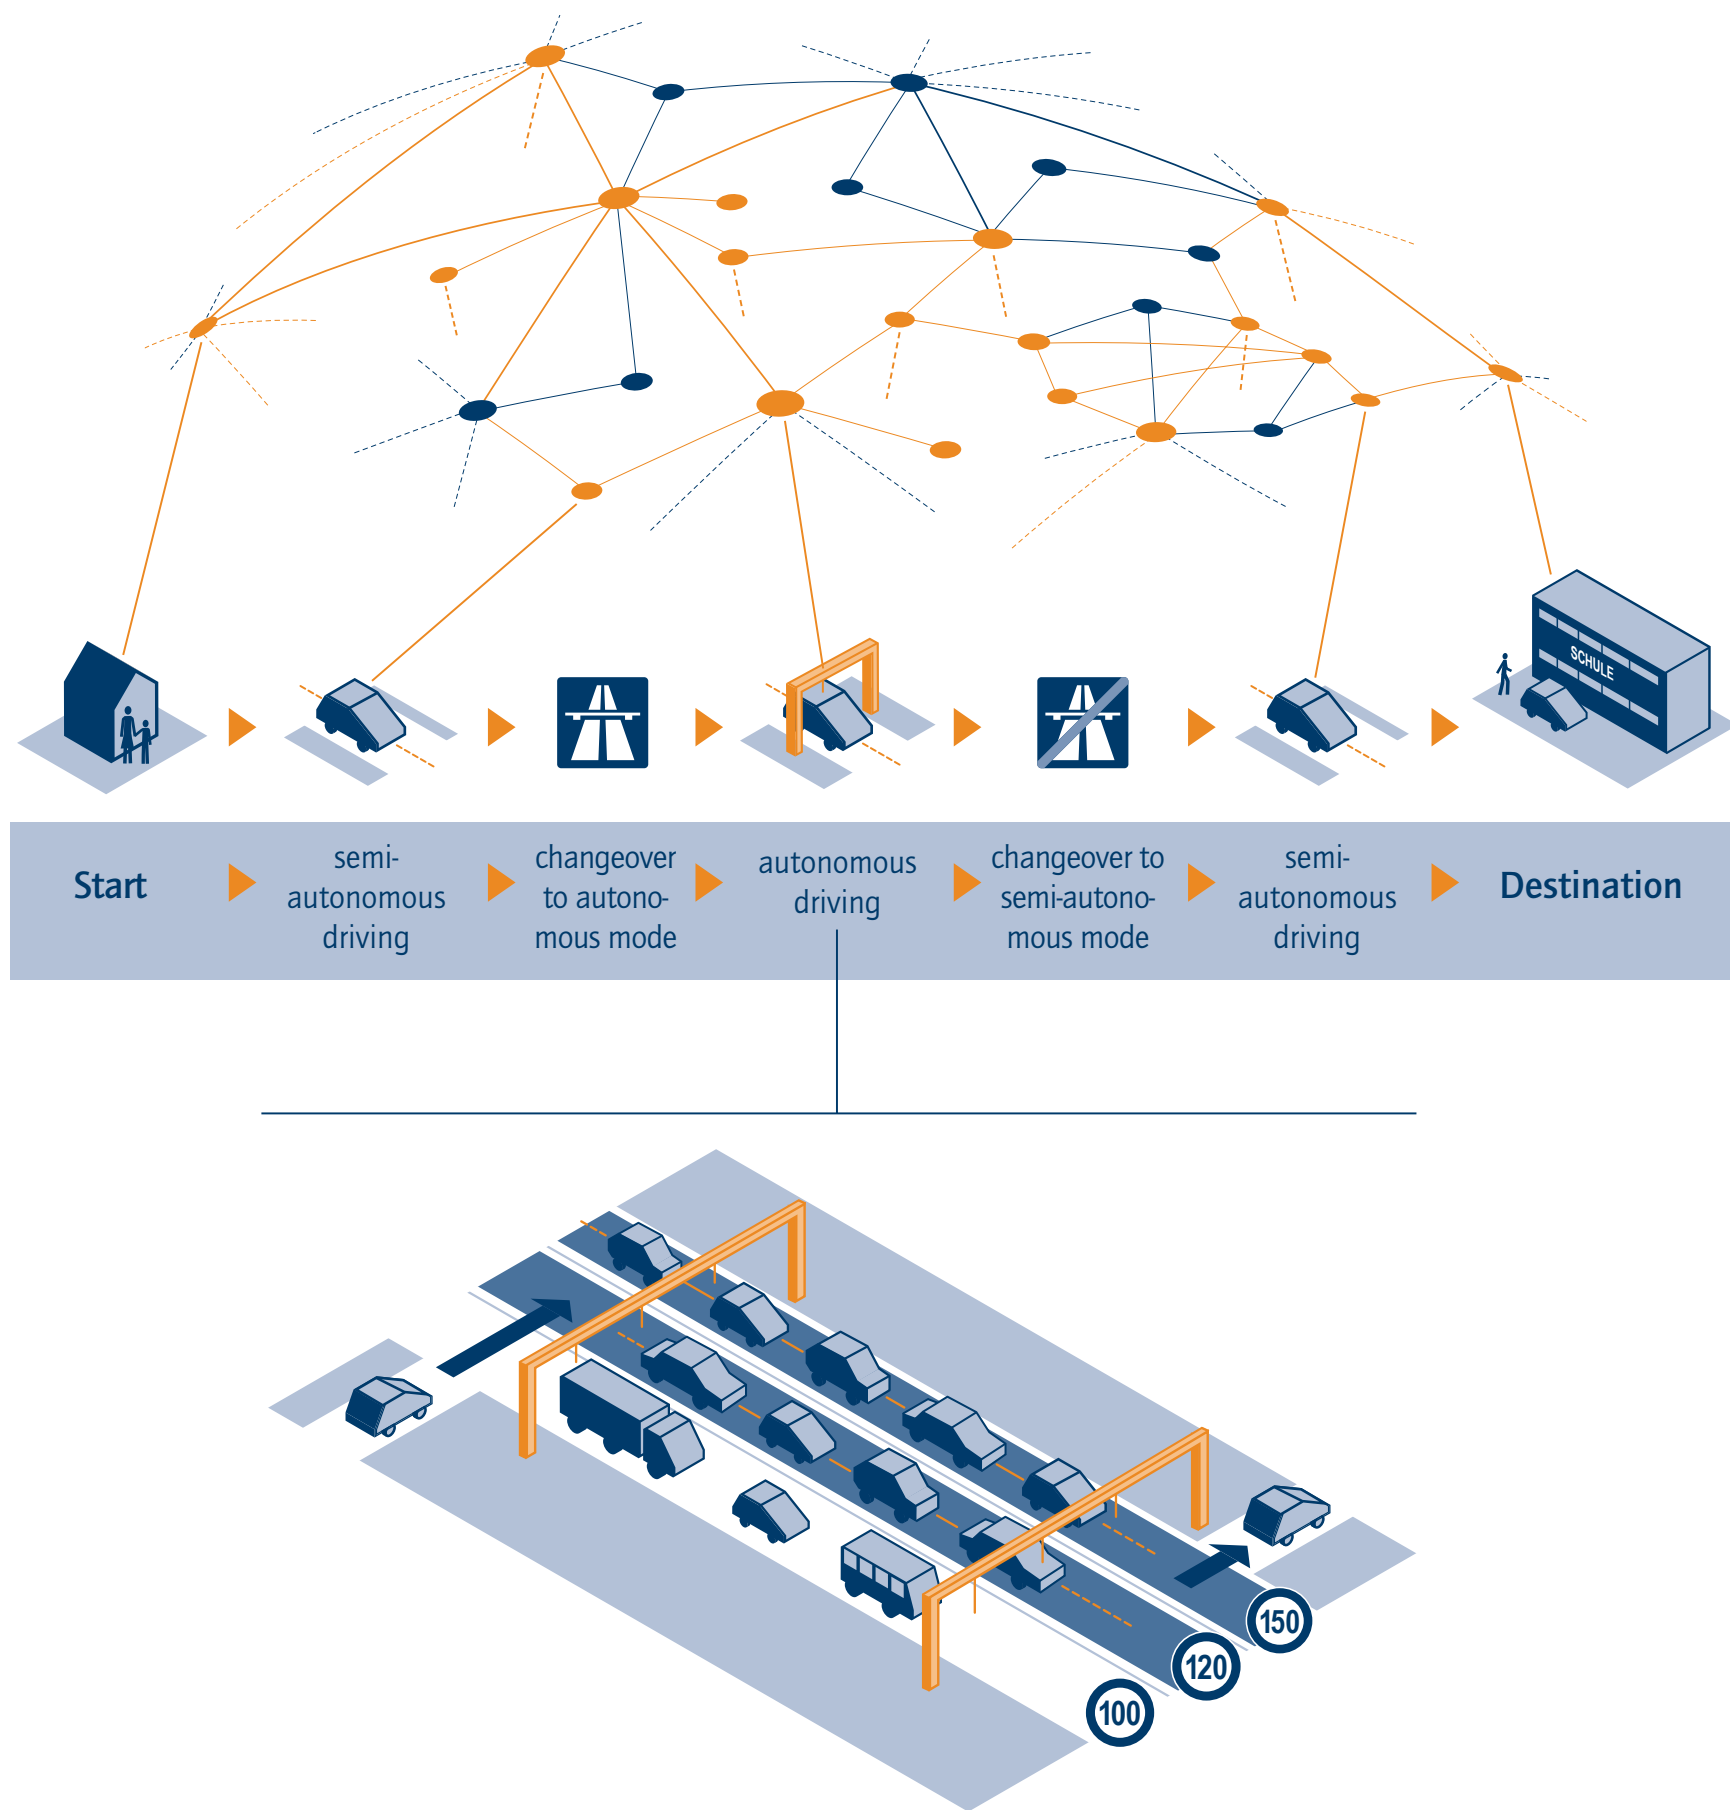 SCHULE
Start
semi-
autonomous
driving
changeover
to autono-
mous mode
autonomous
driving
changeover to
semi-autono-
mous mode
semi-
autonomous
driving
Destination
150
120
100